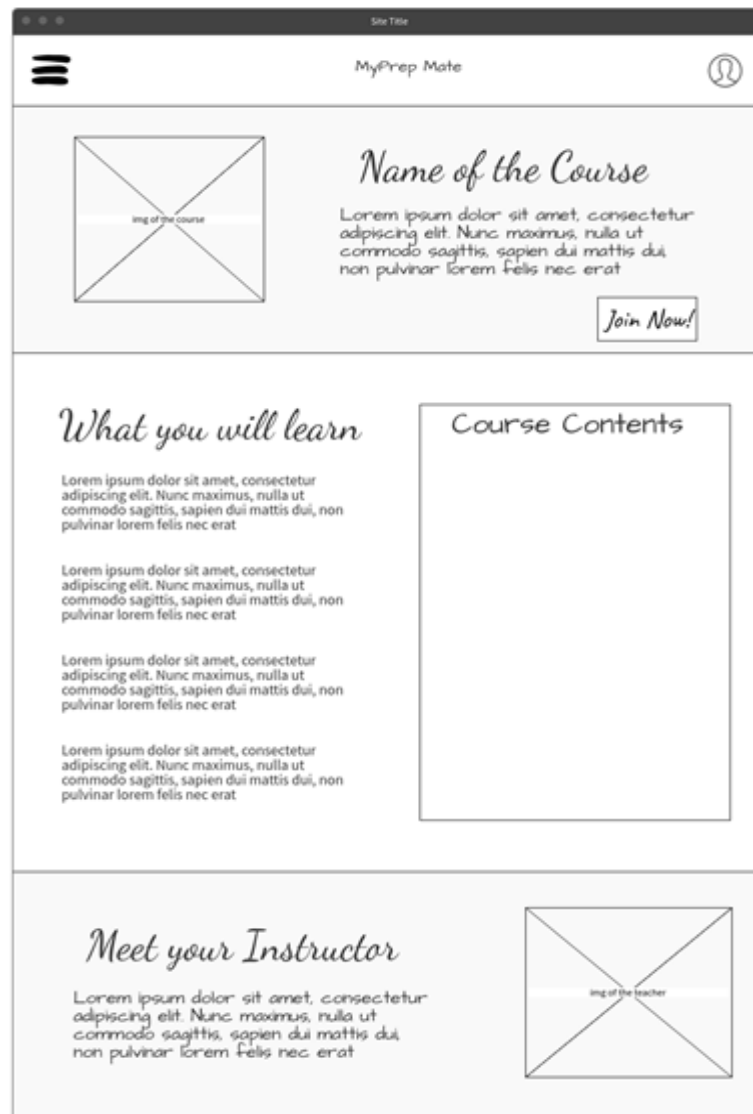 Site Title
MyPrep Mate
img of the course
Name of the Course
Lorem ipsum dolor sit amet, consectetur
adipiscing elit. Nunc maximus, nulla ut
commodo sagittis, sapien dui mattis dui,
non pulvinar lorem felis nec erat
Join Now!
What you will learn
Lorem ipsum dolor sit amet, consectetur
adipiscing elit. Nunc maximus, nulla ut
commodo sagittis, sapien dui mattis dui, non
pulvinar lorem felis nec erat
Lorem ipsum dolor sit amet, consectetur
adipiscing elit. Nunc maximus, nulla ut
commodo sagittis, sapien dui mattis dui, non
pulvinar lorem felis nec erat
Lorem ipsum dolor sit amet, consectetur
adipiscing elit. Nunc maximus, nulla ut
commodo sagittis, sapien dui mattis dui, non
pulvinar lorem felis nec erat
Lorem ipsum dolor sit amet, consectetur
adipiscing elit. Nunc maximus, nulla ut
commodo sagittis, sapien dui mattis dui, non
pulvinar lorem felis nec erat
Course Contents
Meet your Instructor
Lorem ipsum dolor sit amet, consectetur
adipiscing elit. Nunc maximus, nulla ut
commodo sagittis, sapien dui mattis dui,
non pulvinar lorem felis nec erat
img of the teacher